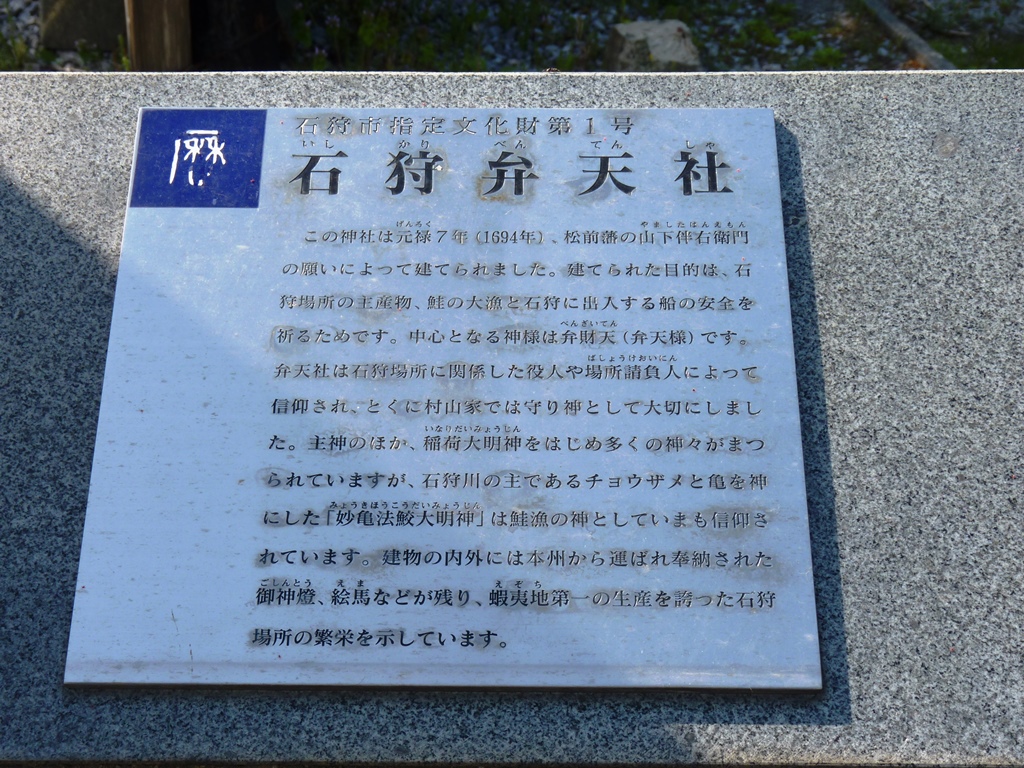 石狩市指定文化財第1号
いし かり べん てん しゃ
石狩弁天社
げんろく やましたはんえもん
この神社は元禄7年(1694年)、松前藩の山下伴右衛門
の願いによって建てられました。建てられた目的は、石
狩場所の主産物、鮭の大漁と石狩に出入する船の安全を
べんざいてん
祈るためです。中心となる神様は弁財天(弁天様)です。
ばしょうけおいにん
弁天社は石狩場所に関係した役人や場所請負人によって
信仰され、とくに村山家では守り神として大切にしまし
いなりだいみょうじん
た。主神のほか、稲荷大明神をはじめ多くの神々がまつ
られていますが、石狩川の主であるチョウザメと亀を神
みょうきほうこうだいみょうじん
にした「妙亀法鮫大明神」は鮭漁の神としていまも信仰さ
れています。建物の内外には本州から運ばれ奉納された
ごしんとう えま えぞち
御神燈、絵馬などが残り、蝦夷地第一の生産を誇った石狩
場所の繁栄を示しています。